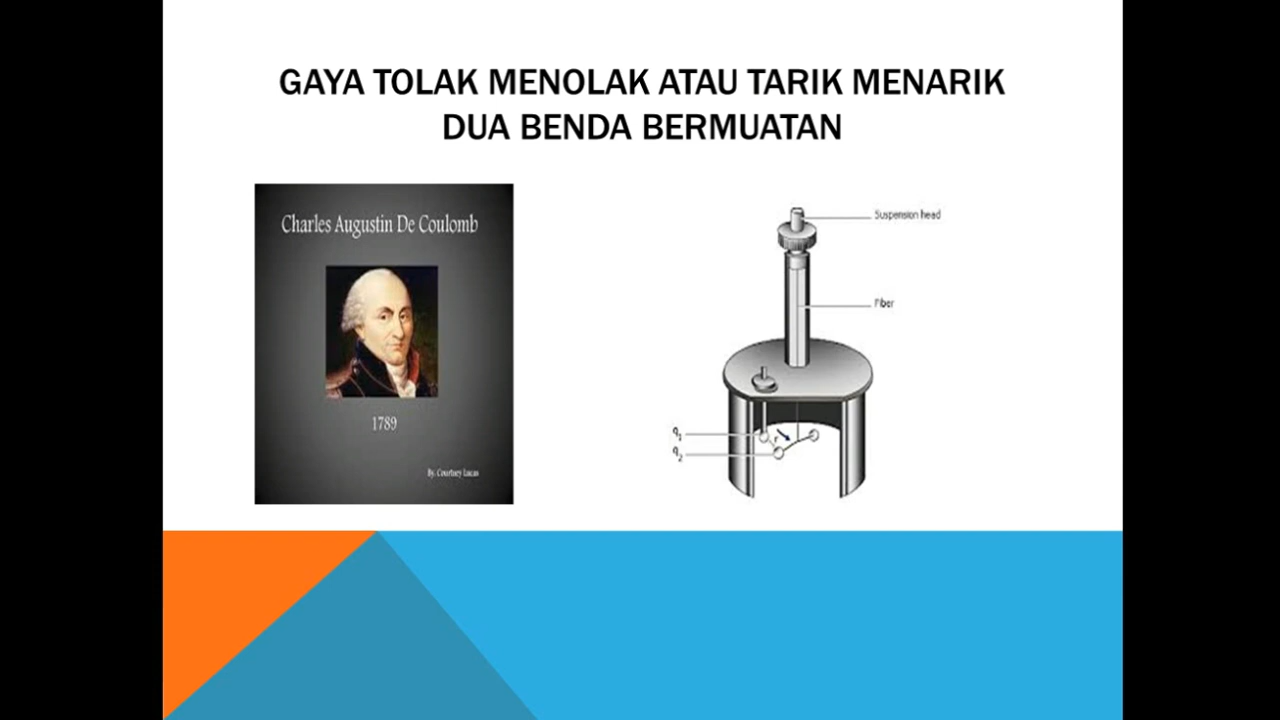 GAYA TOLAK MENOLAK ATAU TARIK MENARIK
DUA BENDA BERMUATAN
Charles Augustin De Coulomb
1789
By. Courtney Lucas
Suspension head
Fiber
q1
r
q2